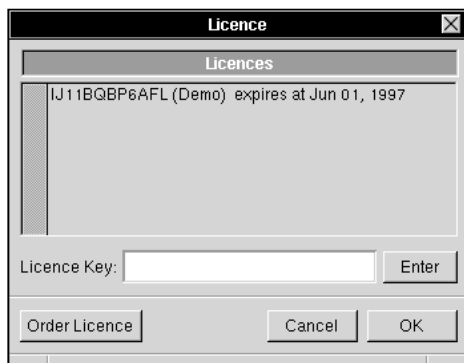 Licence
Licences
IJ11BQBP6AFL (Demo) expires at Jun 01, 1997
Licence Key:
Enter
Order Licence
Cancel
OK